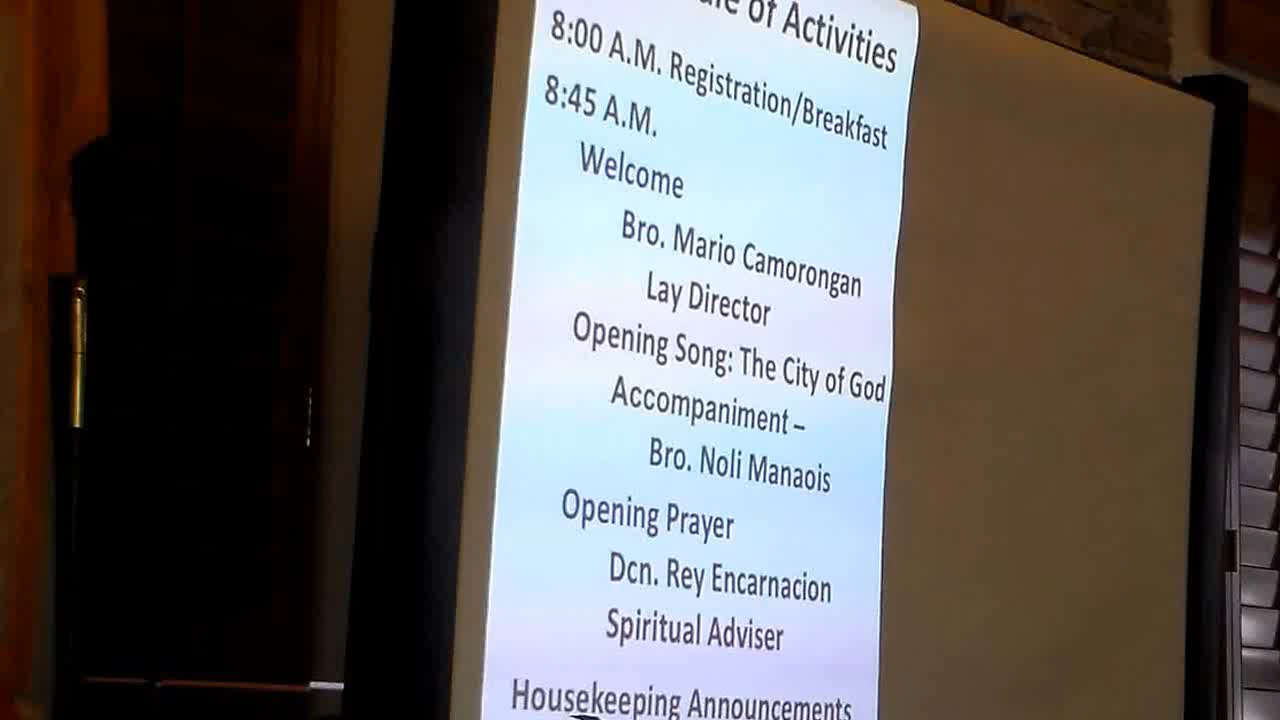 of Activities
8:00 A.M. Registration/Breakfast
8:45 A.M.
Welcome
Bro. Mario Camorongan
Lay Director
Opening Song: The City of God
Accompaniment –
Bro. Noli Manaois
Opening Prayer
Dcn. Rey Encarnacion
Spiritual Adviser
Housekeeping Announcements